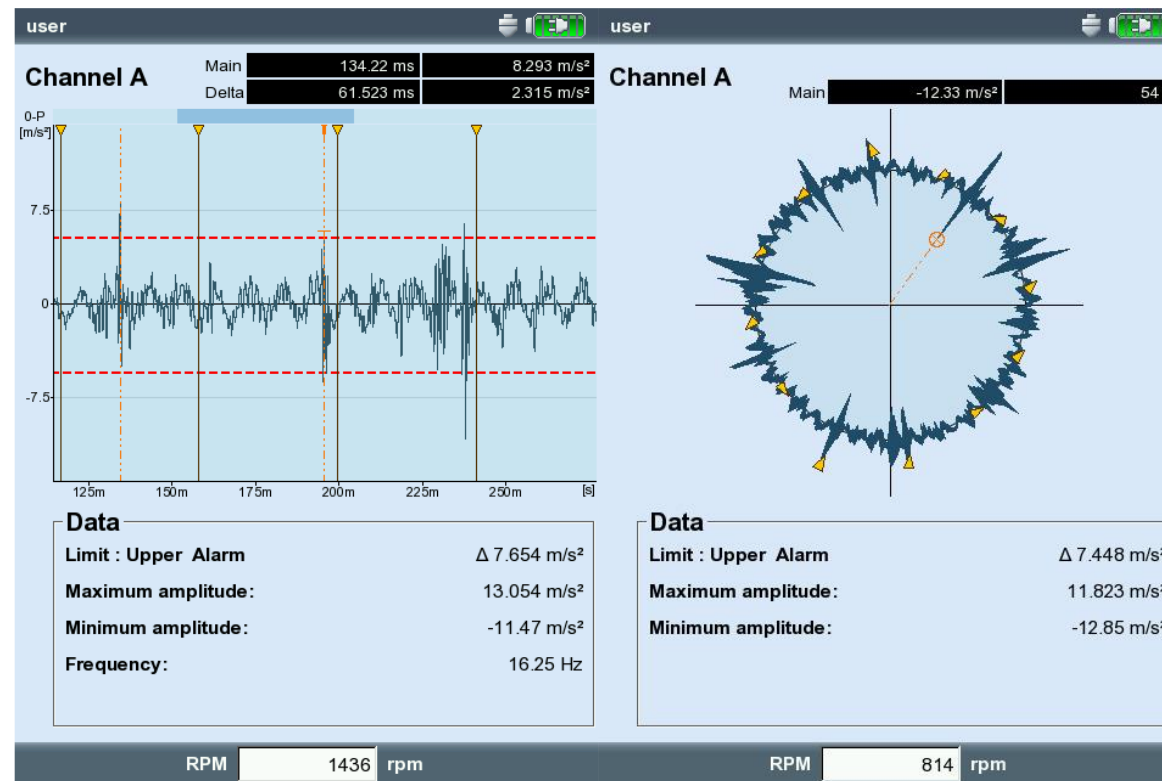 user
Channel A
Main 134.22 ms 8.293 m/s²
Delta 61.523 ms 2.315 m/s²
0-P
[m/s²]
7.5
0
-7.5
125m 150m 175m 200m 225m 250m [s]
Data
Limit : Upper Alarm Δ 7.654 m/s²
Maximum amplitude: 13.054 m/s²
Minimum amplitude: -11.47 m/s²
Frequency: 16.25 Hz
RPM 1436 rpm
user
Channel A
Main -12.33 m/s² 54
Data
Limit : Upper Alarm Δ 7.448 m/s²
Maximum amplitude: 11.823 m/s²
Minimum amplitude: -12.85 m/s²
RPM 814 rpm